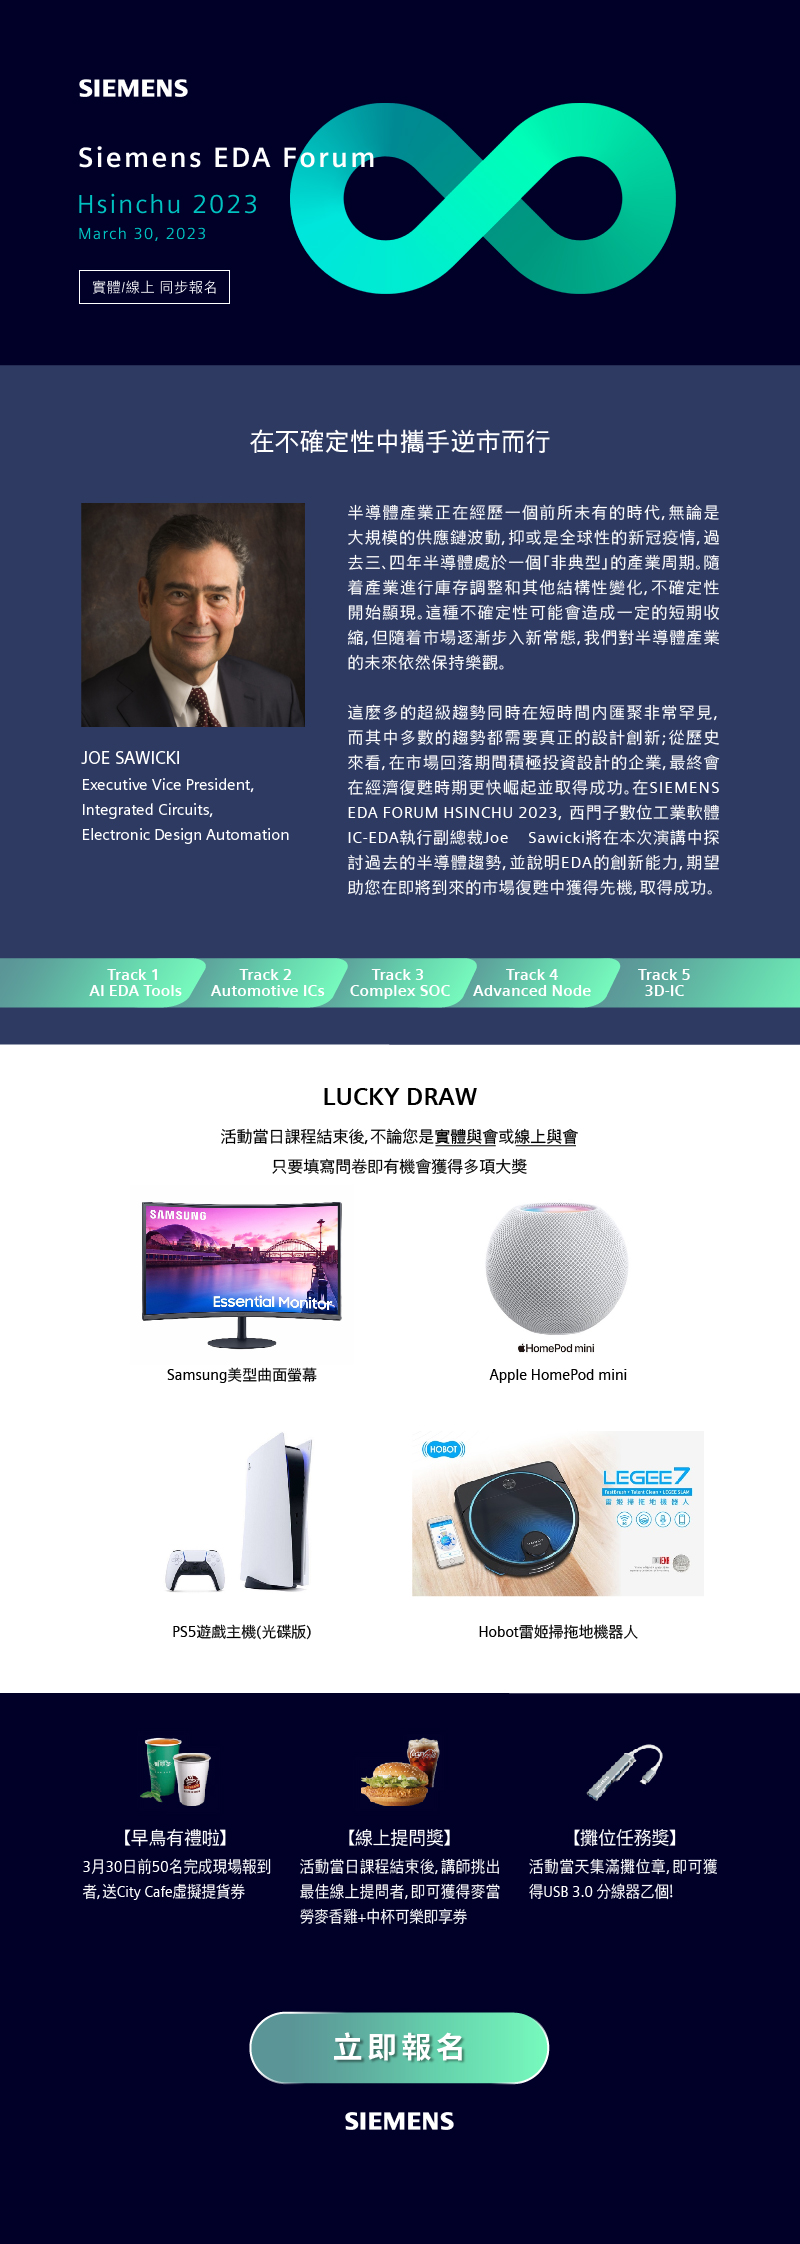 SIEMENS
Siemens EDA Forum
Hsinchu 2023
March 30, 2023
實體/線上 同步報名
在不確定性中攜手逆市而行
半導體產業正在經歷一個前所未有的時代,無論是
大規模的供應鏈波動,抑或是全球性的新冠疫情,過
去三、四年半導體處於一個「非典型」的產業周期。隨
着產業進行庫存調整和其他結構性變化,不確定性
開始顯現。這種不確定性可能會造成一定的短期收
縮,但隨着市場逐漸步入新常態,我們對半導體產業
的未來依然保持樂觀。
這麼多的超級趨勢同時在短時間內匯聚非常罕見,
而其中多數的趨勢都需要真正的設計創新;從歷史
來看,在市場回落期間積極投資設計的企業,最終會
在經濟復甦時期更快崛起並取得成功。在SIEMENS
EDA FORUM HSINCHU 2023, 西門子數位工業軟體
IC-EDA執行副總裁Joe Sawicki將在本次演講中探
討過去的半導體趨勢,並說明EDA的創新能力,期望
助您在即將到來的市場復甦中獲得先機,取得成功。
JOE SAWICKI
Executive Vice President,
Integrated Circuits,
Electronic Design Automation
Track 1
AI EDA Tools
Track 2
Automotive ICs
Track 3
Complex SOC
Track 4
Advanced Node
Track 5
3D-IC
LUCKY DRAW
活動當日課程結束後,不論您是實體與會或線上與會
只要填寫問卷即有機會獲得多項大獎
SAMSUNG
Essential Monitor
Samsung美型曲面螢幕
HomePod mini
Apple HomePod mini
PS5遊戲主機(光碟版)
HOBOT
LEGEE 7
FastBrush • Talent Clean • LEGEE SLAM
雷姬掃拖地機器人
Hobot雷姬掃拖地機器人
【早鳥有禮啦】
3月30日前50名完成現場報到
者,送City Cafe虛擬提貨券
【線上提問獎】
活動當日課程結束後,講師挑出
最佳線上提問者,即可獲得麥當
勞麥香雞+中杯可樂即享券
【攤位任務獎】
活動當天集滿攤位章,即可獲
得USB 3.0 分線器乙個!
立即報名
SIEMENS